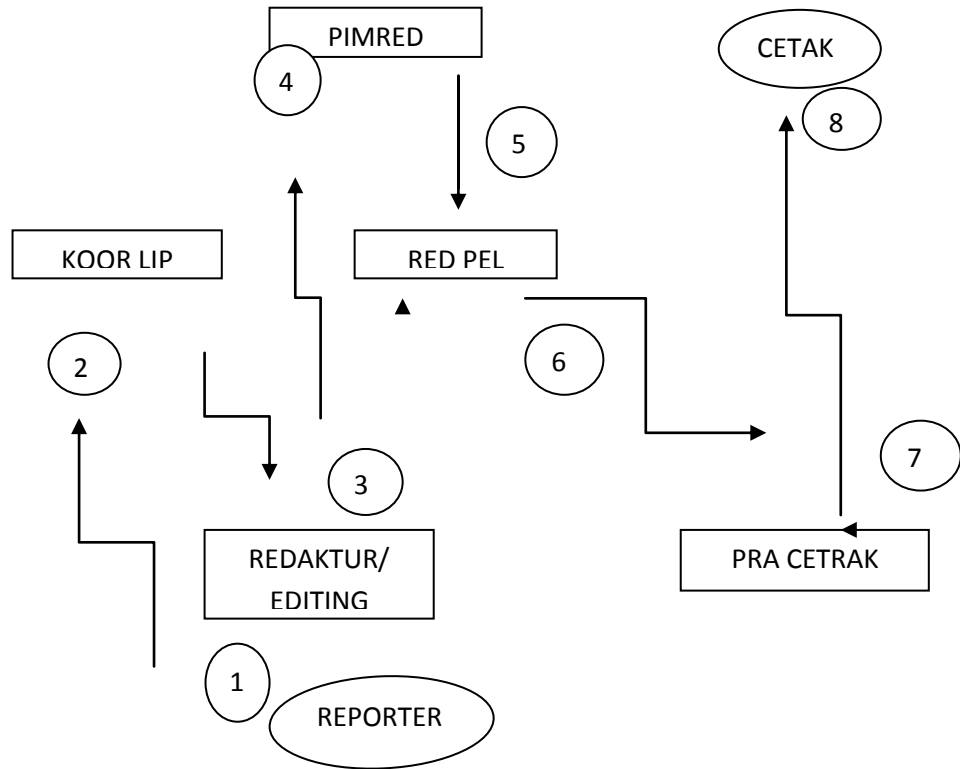 PIMRED
CETAK
4
8
5
KOOR LIP
RED PEL
2
6
3
7
REDAKTUR/
EDITING
PRA CETRAK
1
REPORTER